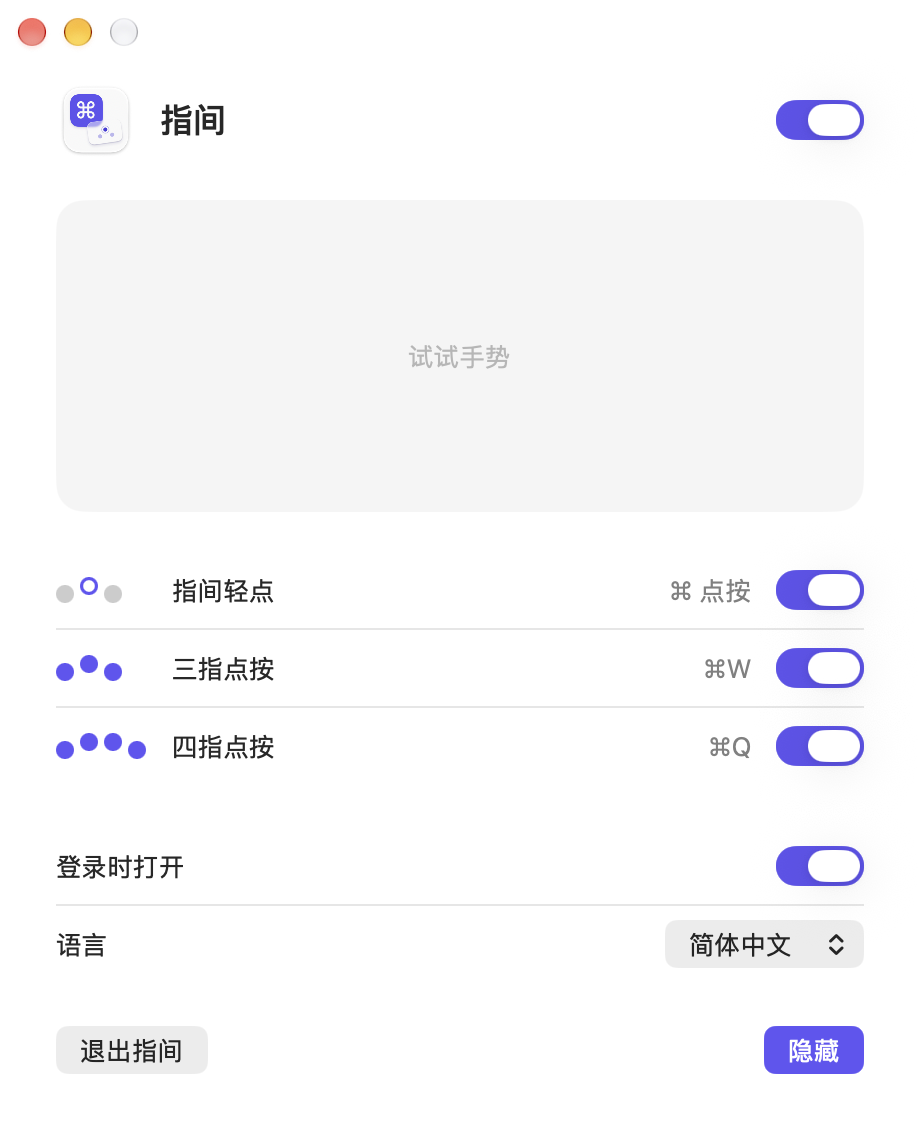 指间
试试手势
指间轻点 ⌘ 点按
三指点按 ⌘W
四指点按 ⌘Q
登录时打开
语言 简体中文
退出指间 隐藏